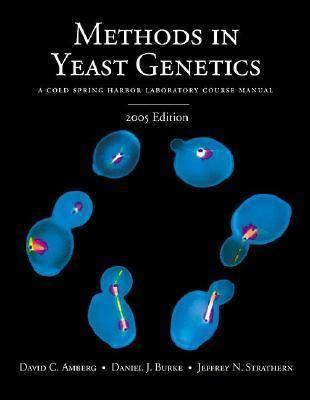 METHODS IN
YEAST GENETICS
A COLD SPRING HARBOR LABORATORY COURSE MANUAL
2005 Edition
DAVID C. AMBERG DANIEL J. BURKE JEFFREY N. STRATHERN